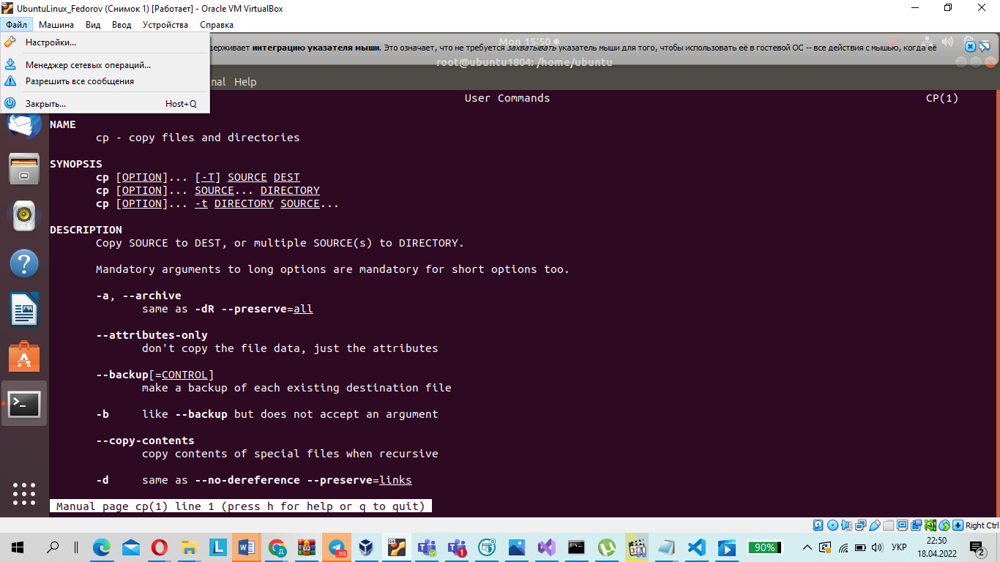 UbuntuLinux_Fedorov (Снимок 1) [Работает] - Oracle VM VirtualBox
Файл Машина Вид Ввод Устройства Справка
Настройки...
Менеджер сетевых операций...
Разрешить все сообщения
Закрыть... Host+Q
держивает интеграцию указателя мыши. Это означает, что не требуется захватывать указатель мыши для того, чтобы использовать её в гостевой ОС -- все действия с мышью, когда её
Mon 15:50
root@ubuntu1804: /home/ubuntu
nal Help
User Commands CP(1)
NAME
cp - copy files and directories
SYNOPSIS
cp [OPTION]... [-T] SOURCE DEST
cp [OPTION]... SOURCE... DIRECTORY
cp [OPTION]... -t DIRECTORY SOURCE...
DESCRIPTION
Copy SOURCE to DEST, or multiple SOURCE(s) to DIRECTORY.
Mandatory arguments to long options are mandatory for short options too.
-a, --archive
same as -dR --preserve=all
--attributes-only
don't copy the file data, just the attributes
--backup[=CONTROL]
make a backup of each existing destination file
-b like --backup but does not accept an argument
--copy-contents
copy contents of special files when recursive
-d same as --no-dereference --preserve=links
Manual page cp(1) line 1 (press h for help or q to quit)
Right Ctrl
90%
УКР
22:50
18.04.2022
2